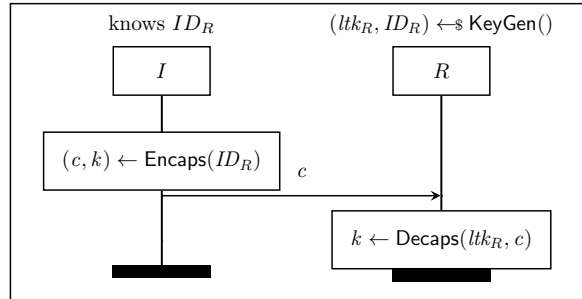 knows ID_R
(ltk_R, ID_R) ←$ KeyGen()
I
R
(c, k) ← Encaps(ID_R)
c
k ← Decaps(ltk_R, c)